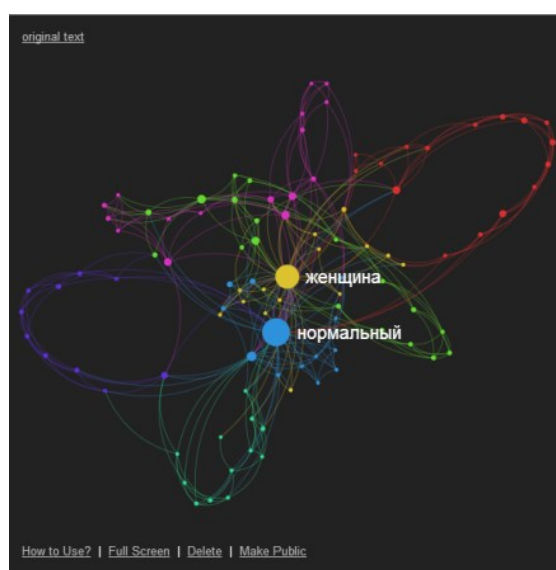 original text
женщина
нормальный
How to Use? | Full Screen | Delete | Make Public